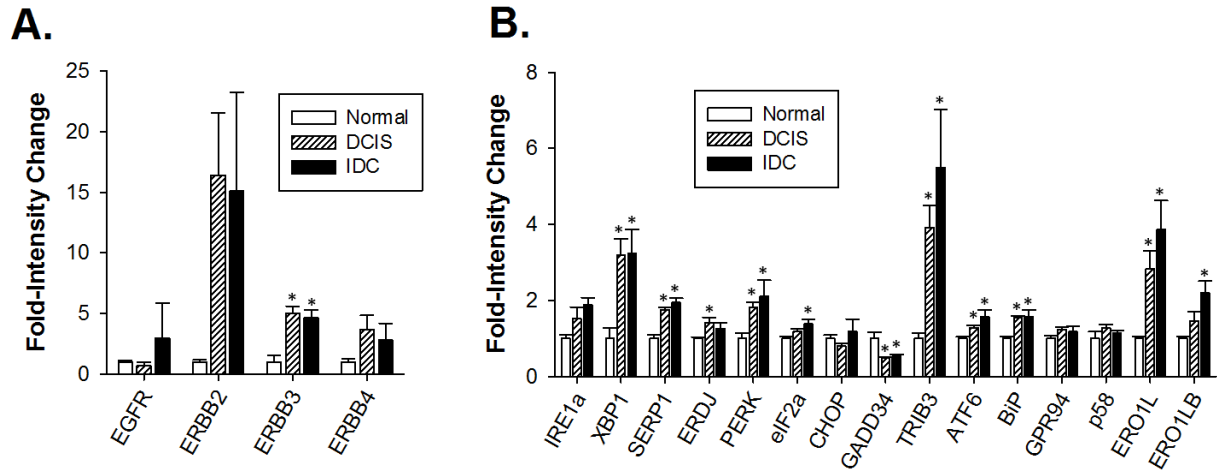 A.
Fold-Intensity Change
25
20
15
10
5
0
Normal
DCIS
IDC
*
*
EGFR
ERBB2
ERBB3
ERBB4
B.
Fold-Intensity Change
8
6
4
2
0
Normal
DCIS
IDC
* *
* *
*
* *
*
* *
* *
* *
* *
* *
*
IRE1a
XBP1
SERP1
ERDJ
PERK
eIF2a
CHOP
GADD34
TRIB3
ATF6
BiP
GPR94
p58
ERO1L
ERO1LB